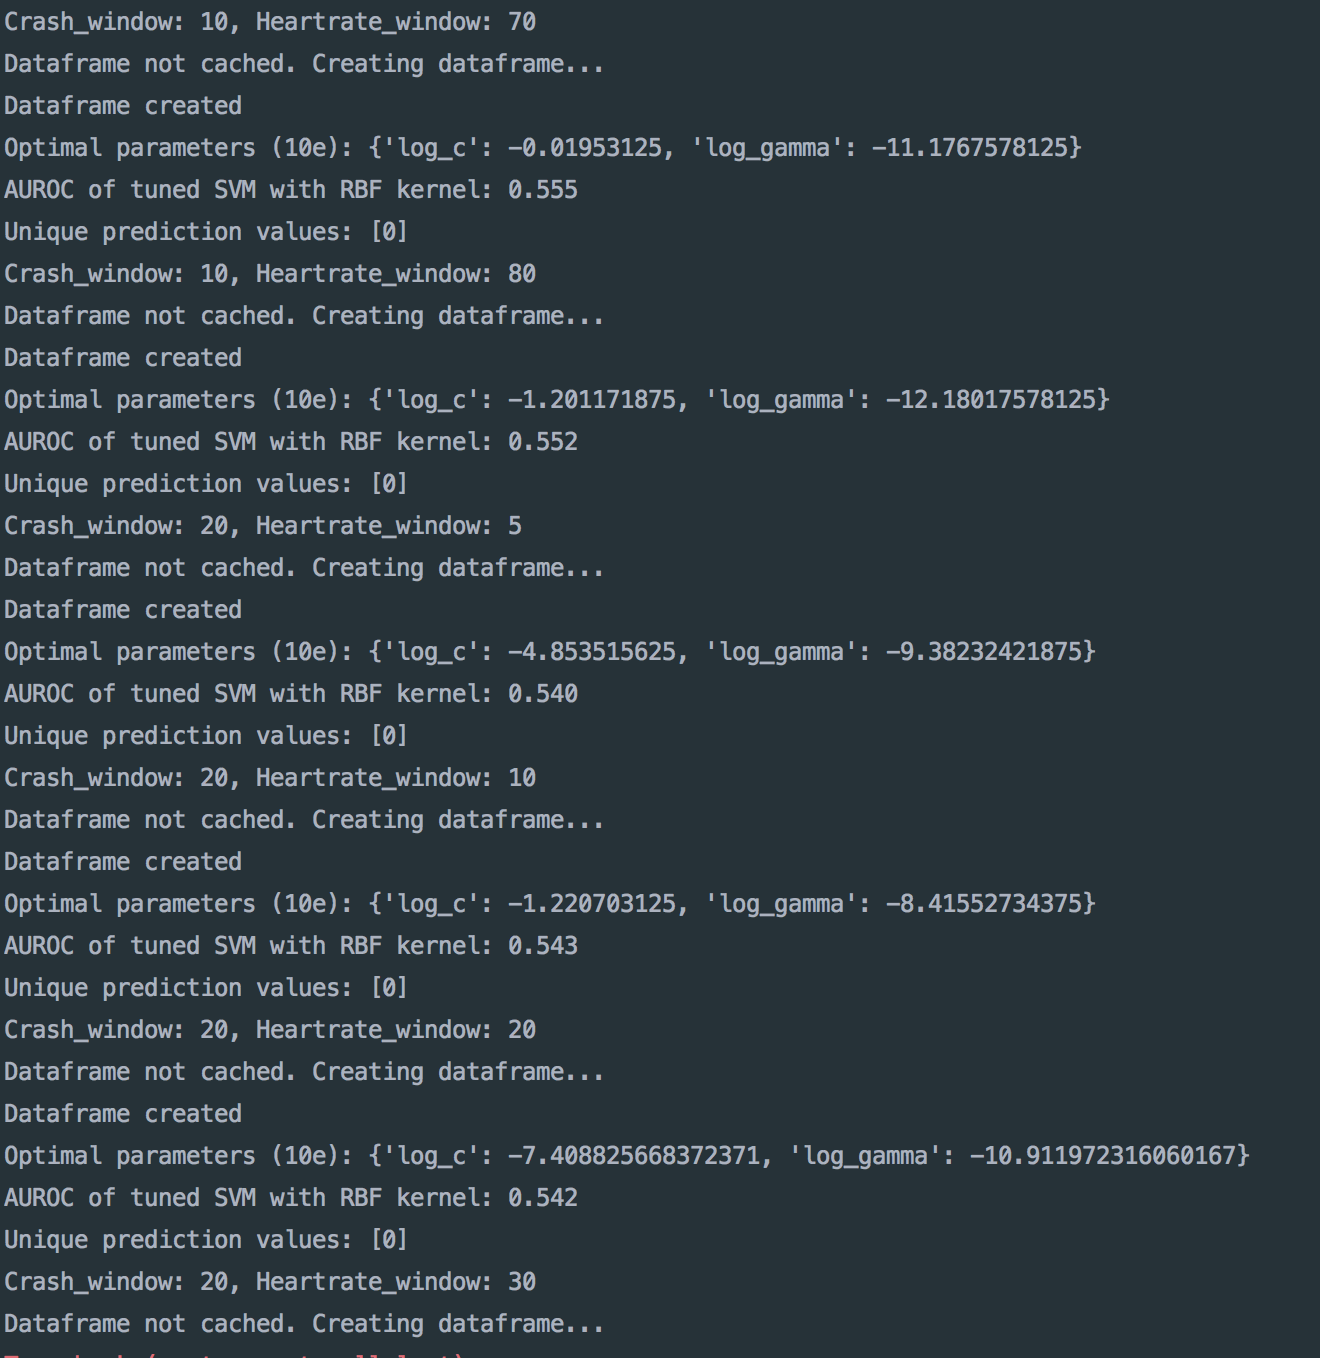 Crash_window: 10, Heartrate_window: 70
Dataframe not cached. Creating dataframe...
Dataframe created
Optimal parameters (10e): {'log_c': -0.01953125, 'log_gamma': -11.1767578125}
AUROC of tuned SVM with RBF kernel: 0.555
Unique prediction values: [0]
Crash_window: 10, Heartrate_window: 80
Dataframe not cached. Creating dataframe...
Dataframe created
Optimal parameters (10e): {'log_c': -1.201171875, 'log_gamma': -12.18017578125}
AUROC of tuned SVM with RBF kernel: 0.552
Unique prediction values: [0]
Crash_window: 20, Heartrate_window: 5
Dataframe not cached. Creating dataframe...
Dataframe created
Optimal parameters (10e): {'log_c': -4.853515625, 'log_gamma': -9.38232421875}
AUROC of tuned SVM with RBF kernel: 0.540
Unique prediction values: [0]
Crash_window: 20, Heartrate_window: 10
Dataframe not cached. Creating dataframe...
Dataframe created
Optimal parameters (10e): {'log_c': -1.220703125, 'log_gamma': -8.41552734375}
AUROC of tuned SVM with RBF kernel: 0.543
Unique prediction values: [0]
Crash_window: 20, Heartrate_window: 20
Dataframe not cached. Creating dataframe...
Dataframe created
Optimal parameters (10e): {'log_c': -7.408825668372371, 'log_gamma': -10.911972316060167}
AUROC of tuned SVM with RBF kernel: 0.542
Unique prediction values: [0]
Crash_window: 20, Heartrate_window: 30
Dataframe not cached. Creating dataframe...